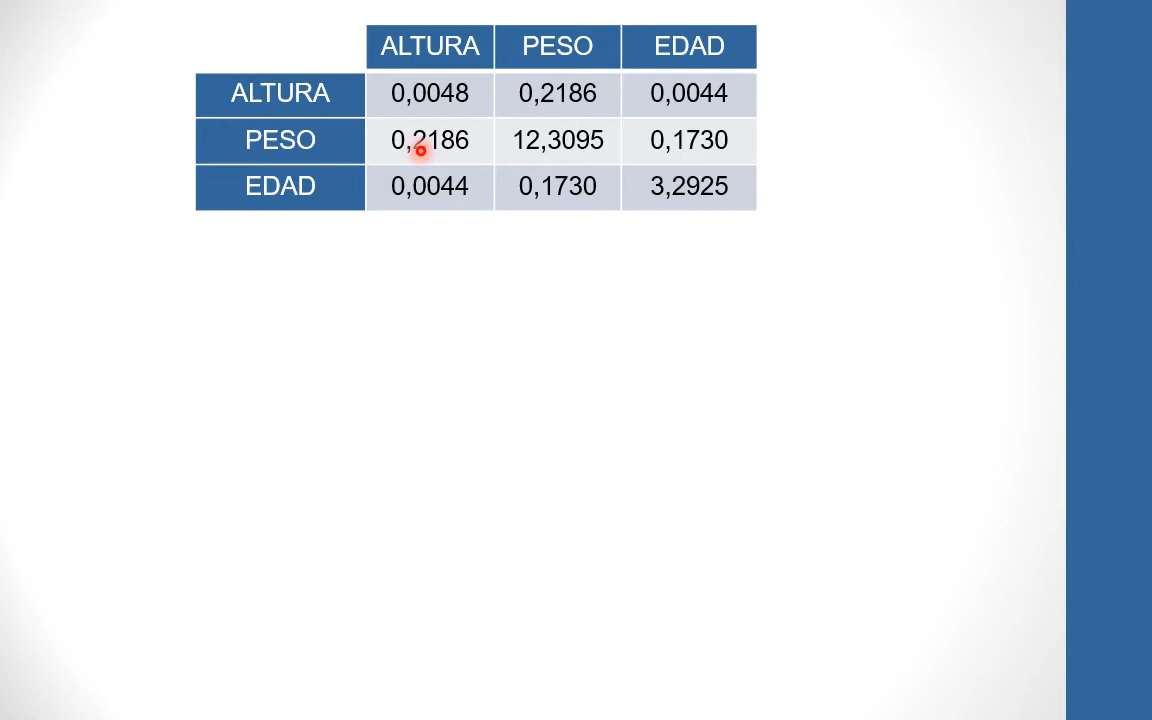 ALTURA PESO EDAD
ALTURA 0,0048 0,2186 0,0044
PESO 0,2186 12,3095 0,1730
EDAD 0,0044 0,1730 3,2925